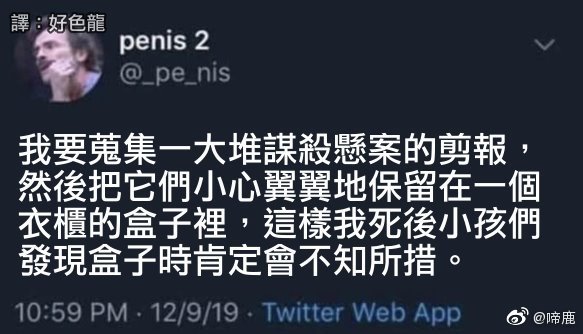 譯：好色龍
penis 2
@_pe_nis
我要蒐集一大堆謀殺懸案的剪報，
然後把它們小心翼翼地保留在一個
衣櫃的盒子裡，這樣我死後小孩們
發現盒子時肯定會不知所措。
10:59 PM · 12/9/19 · Twitter Web App
@啼鹿